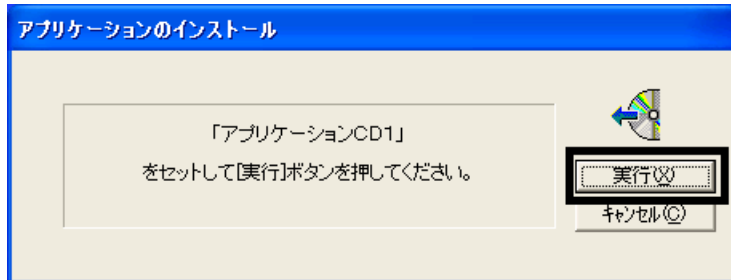 アプリケーションのインストール
「アプリケーションCD1」
をセットして[実行]ボタンを押してください。
実行(X)
キャンセル(C)